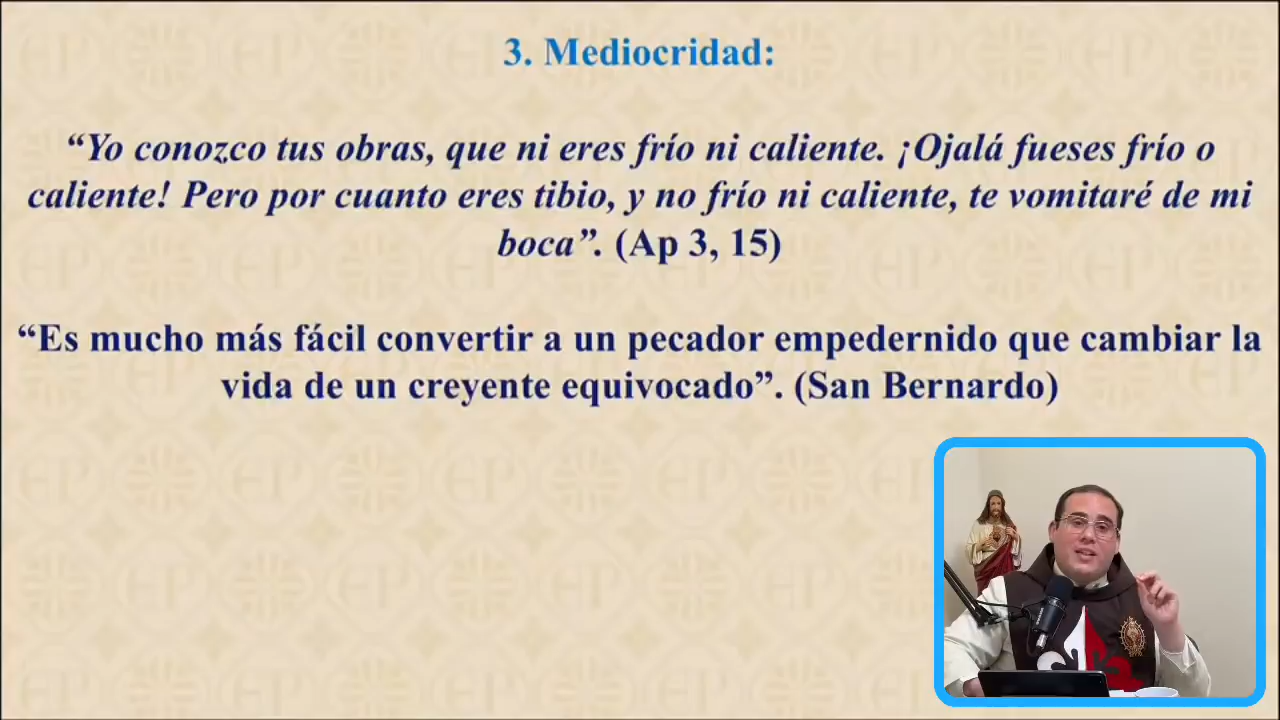 3. Mediocridad:
“Yo conozco tus obras, que ni eres frío ni caliente. ¡Ojalá fueses frío o
caliente! Pero por cuanto eres tibio, y no frío ni caliente, te vomitaré de mi
boca”. (Ap 3, 15)
“Es mucho más fácil convertir a un pecador empedernido que cambiar la
vida de un creyente equivocado”. (San Bernardo)